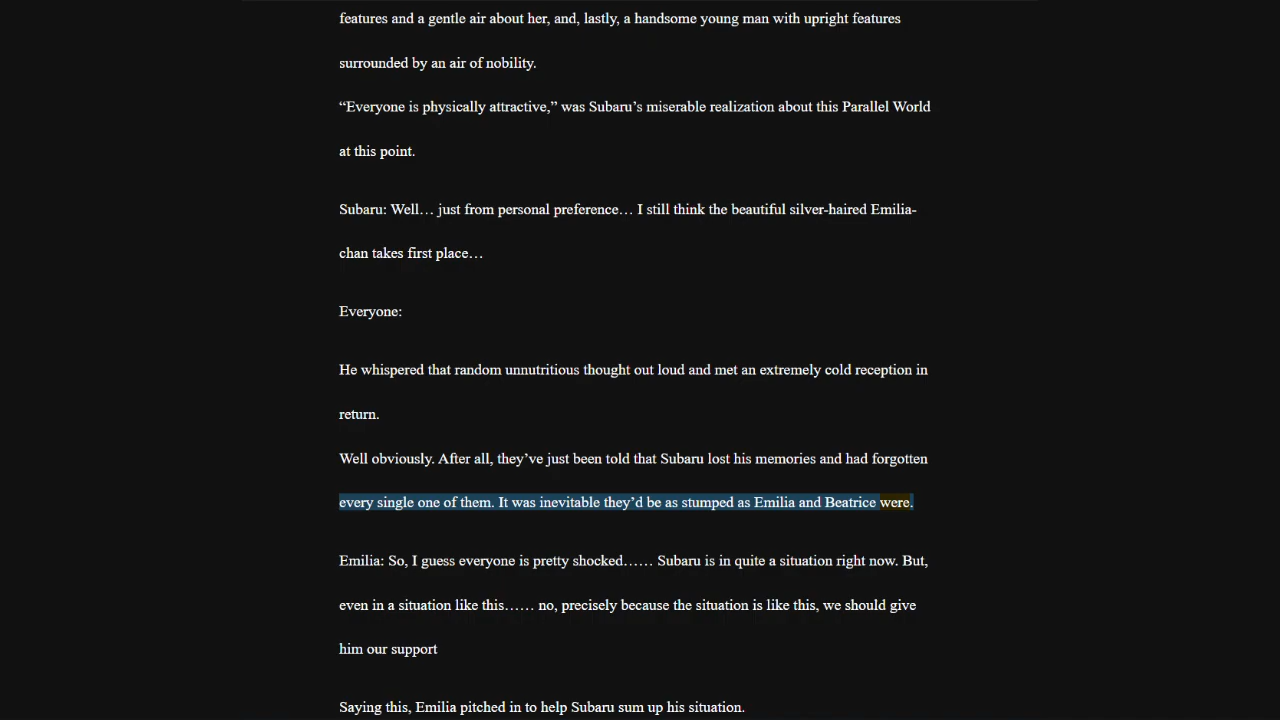 features and a gentle air about her, and, lastly, a handsome young man with upright features
surrounded by an air of nobility.
“Everyone is physically attractive,” was Subaru’s miserable realization about this Parallel World
at this point.
Subaru: Well… just from personal preference… I still think the beautiful silver-haired Emilia-
chan takes first place…
Everyone:
He whispered that random unnutritious thought out loud and met an extremely cold reception in
return.
Well obviously. After all, they’ve just been told that Subaru lost his memories and had forgotten
every single one of them. It was inevitable they’d be as stumped as Emilia and Beatrice were.
Emilia: So, I guess everyone is pretty shocked…… Subaru is in quite a situation right now. But,
even in a situation like this…… no, precisely because the situation is like this, we should give
him our support
Saying this, Emilia pitched in to help Subaru sum up his situation.